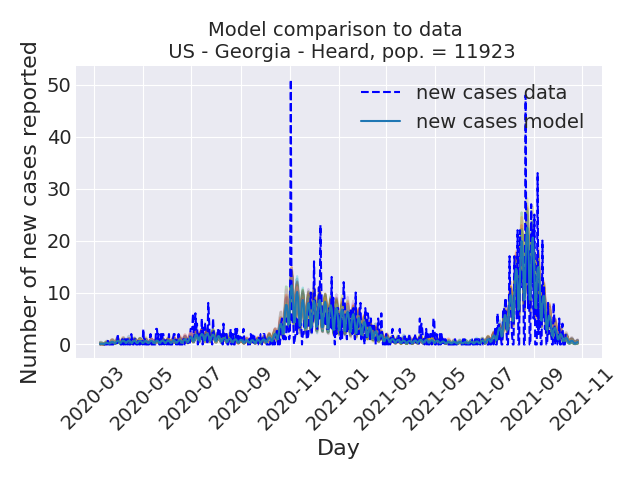 Model comparison to data
US - Georgia - Heard, pop. = 11923
new cases data
new cases model
Number of new cases reported
50
40
30
20
10
0
2020-03
2020-05
2020-07
2020-09
2020-11
2021-01
2021-03
2021-05
2021-07
2021-09
2021-11
Day